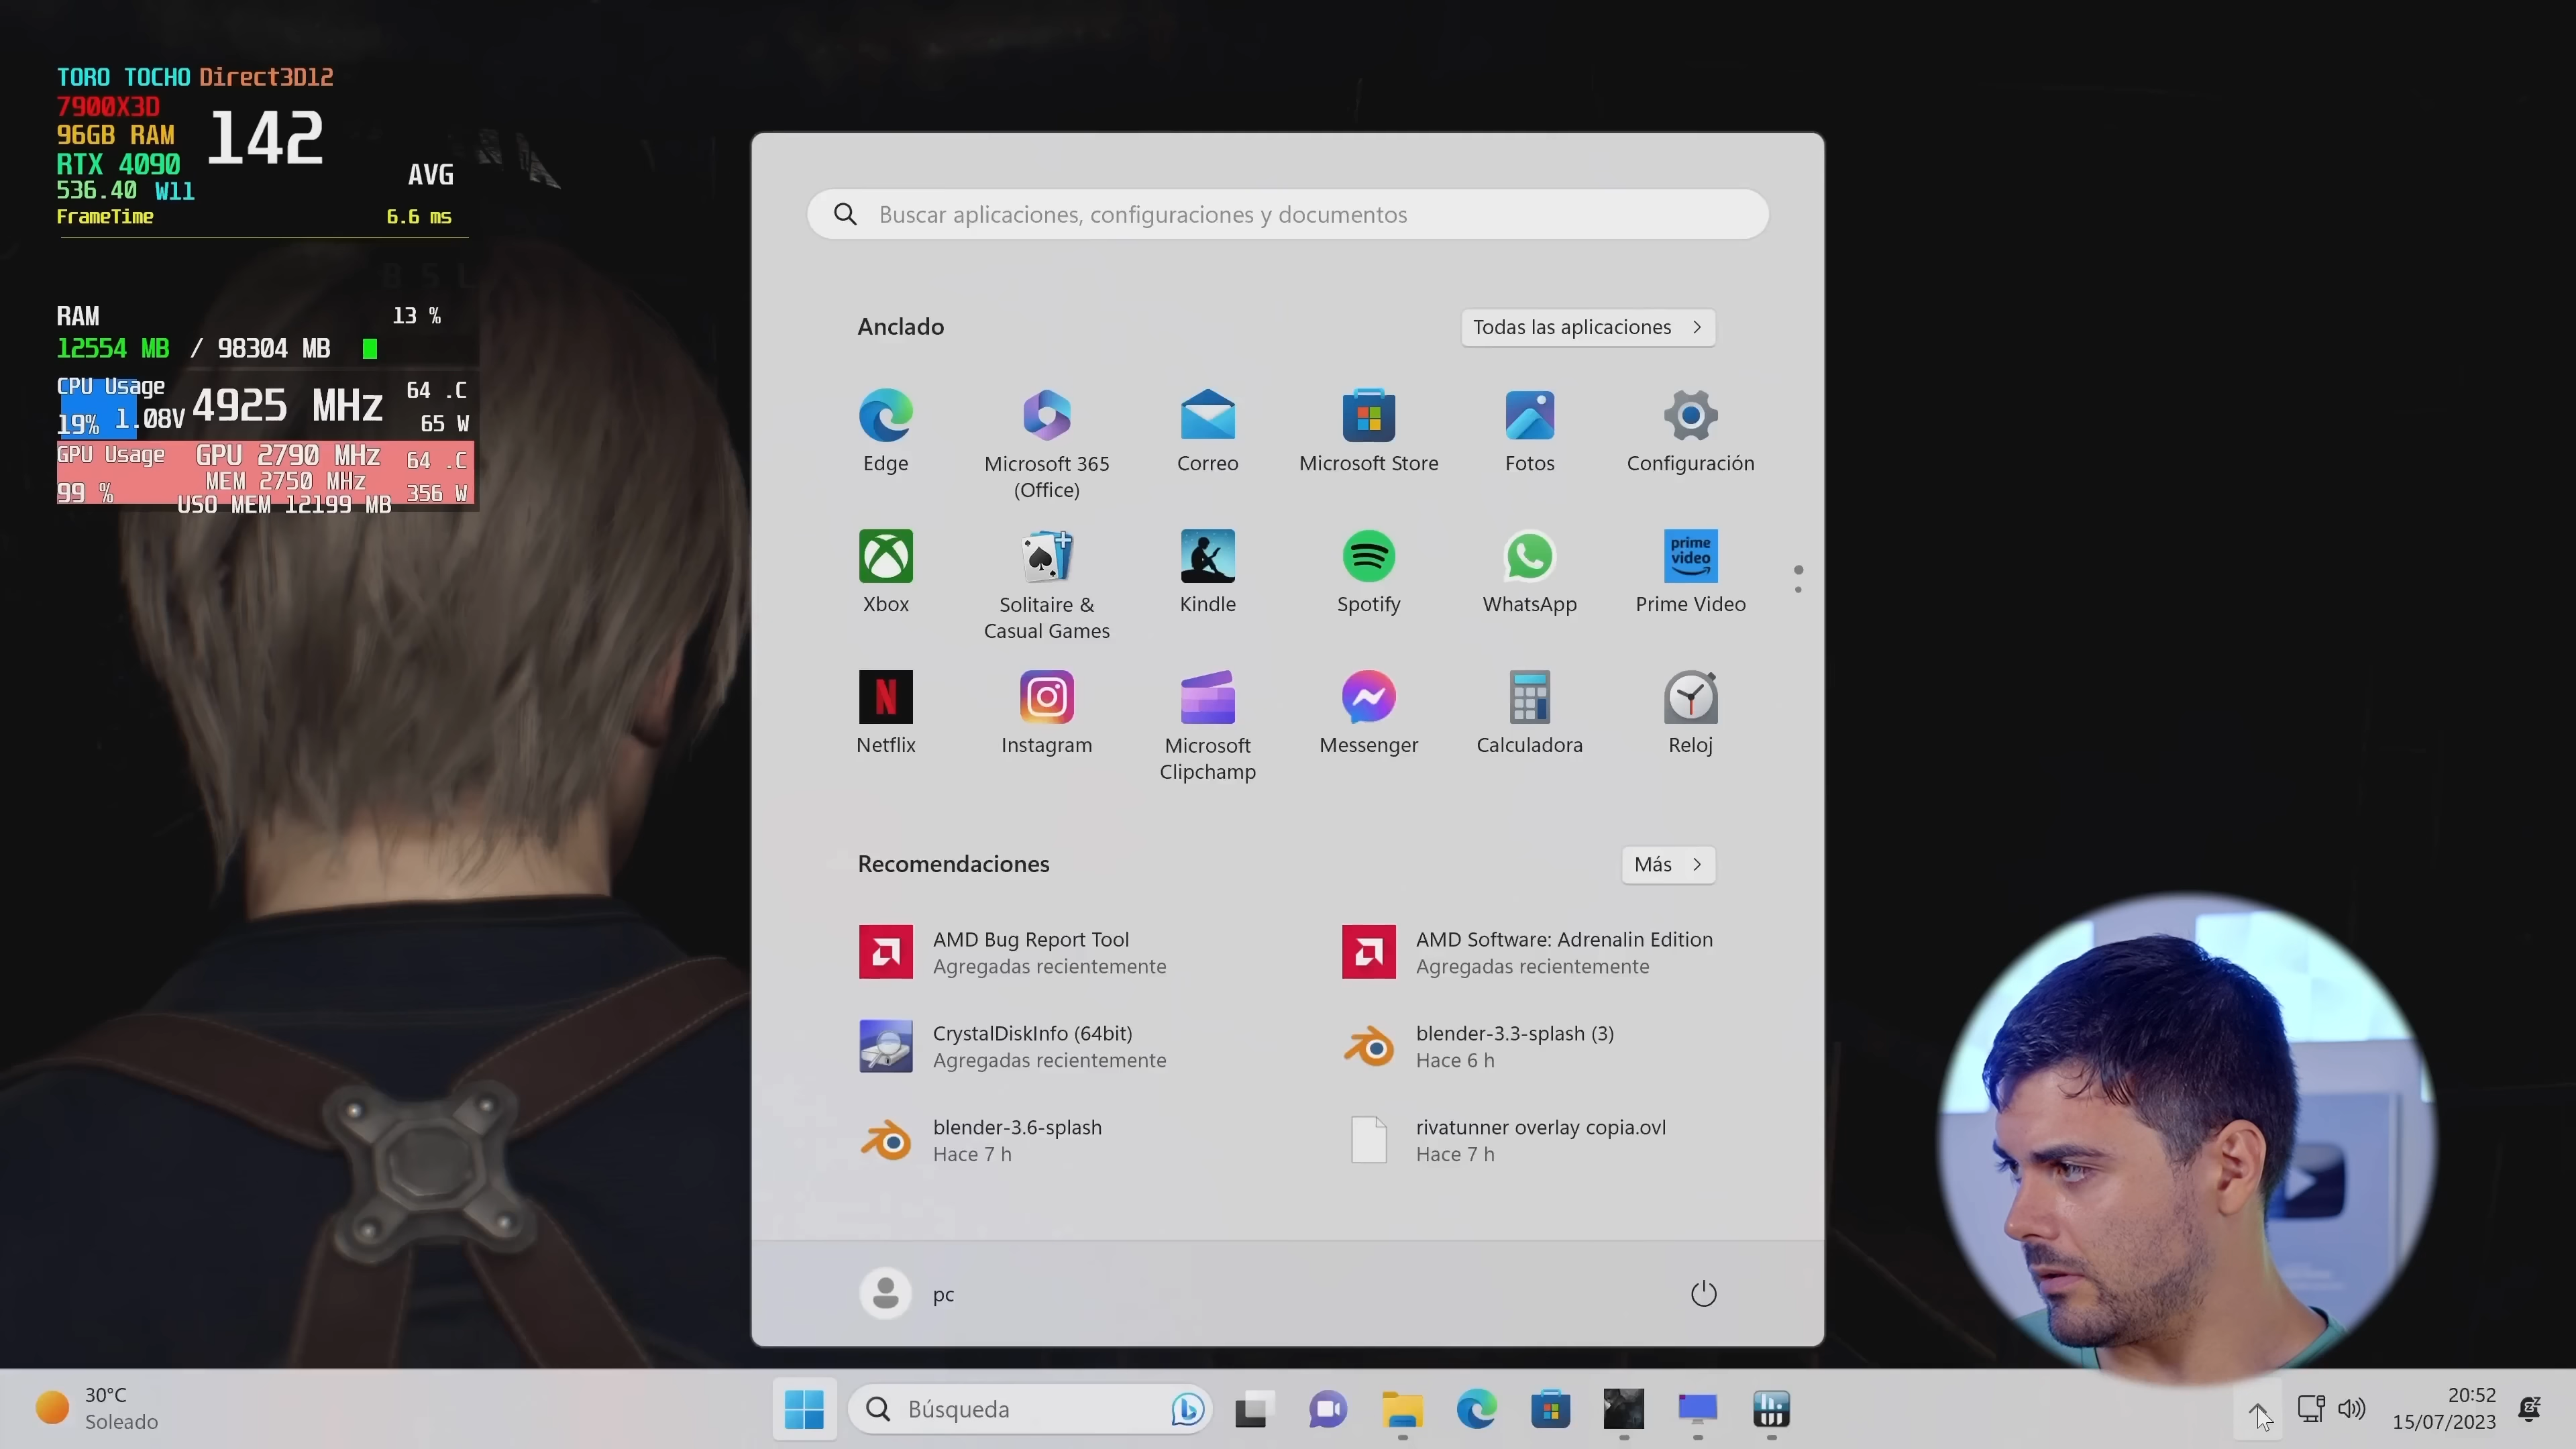 TORO TOCHO Direct3D12
7900X3D
96GB RAM
142
RTX 4090
AVG
536.40 W11
FrameTime 6.6 ms
RAM 13 %
12554 MB / 98304 MB
CPU Usage 4925 MHz 64 .C
19% 1.08V 65 W
GPU Usage GPU 2790 MHz 64 .C
MEM 2750 MHz
99 % 356 W
USO MEM 12199 MB
Buscar aplicaciones, configuraciones y documentos
Anclado
Todas las aplicaciones
Edge
Microsoft 365
(Office)
Correo
Microsoft Store
Fotos
Configuración
prime
video
Xbox
Solitaire &
Casual Games
Kindle
Spotify
WhatsApp
Prime Video
N
Netflix
Instagram
Microsoft
Clipchamp
Messenger
Calculadora
Reloj
Recomendaciones
Más
AMD Bug Report Tool
Agregadas recientemente
AMD Software: Adrenalin Edition
Agregadas recientemente
CrystalDiskInfo (64bit)
Agregadas recientemente
blender-3.3-splash (3)
Hace 6 h
blender-3.6-splash
Hace 7 h
rivatunner overlay copia.ovl
Hace 7 h
pc
30°C
Soleado
Búsqueda
20:52
15/07/2023